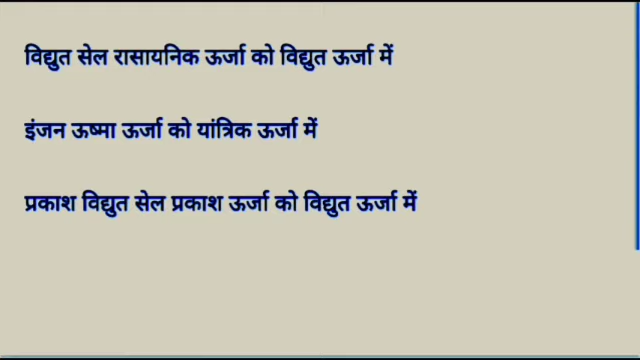 विद्युत सेल रासायनिक ऊर्जा को विद्युत ऊर्जा में
इंजन ऊष्मा ऊर्जा को यांत्रिक ऊर्जा में
प्रकाश विद्युत सेल प्रकाश ऊर्जा को विद्युत ऊर्जा में